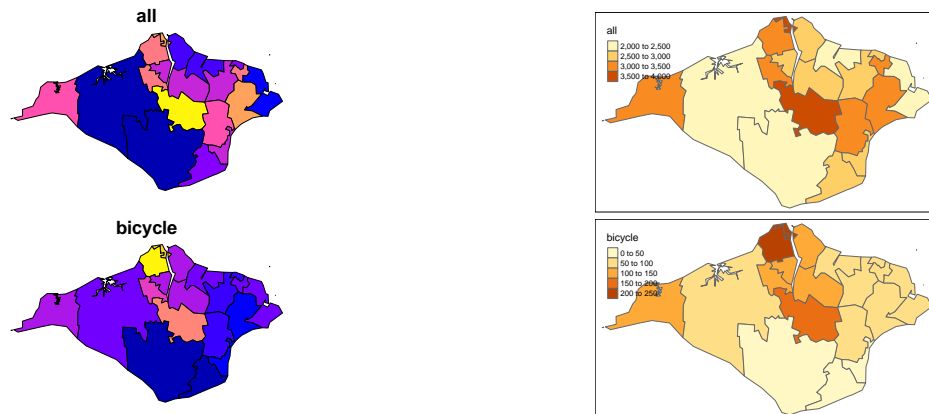 all
all
2,000 to 2,500
2,500 to 3,000
3,000 to 3,500
3,500 to 4,000
bicycle
bicycle
0 to 50
50 to 100
100 to 150
150 to 200
200 to 250